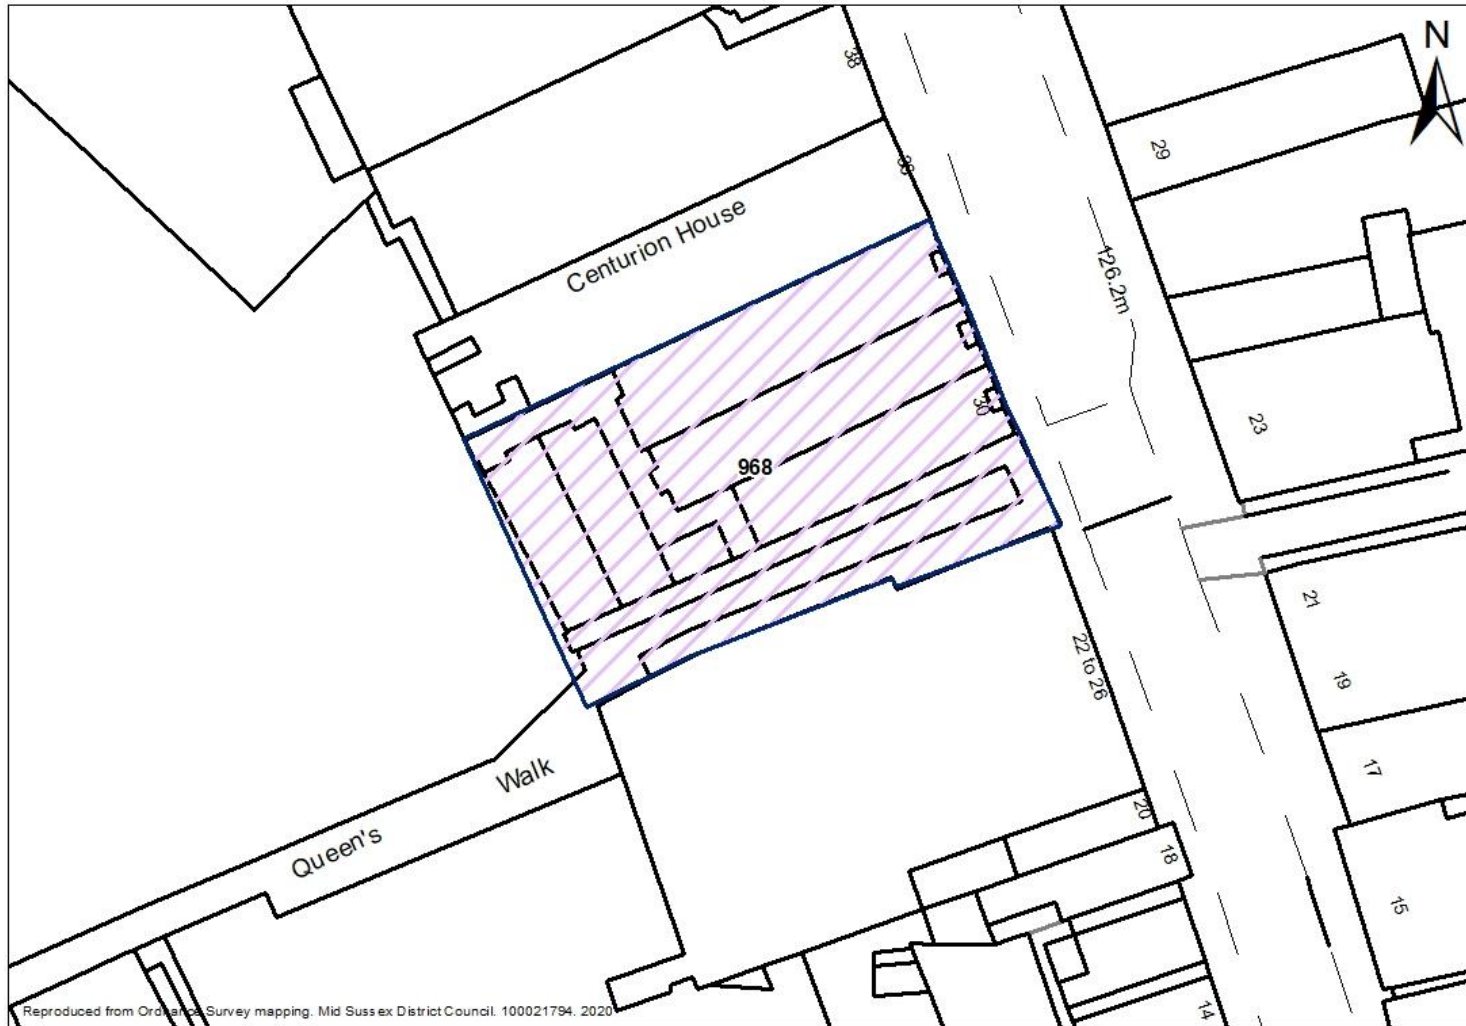 N
38
36
29
Centurion House
126.2m
30
23
968
21
22 to 26
19
Walk
17
Queen's
20
18
15
14
Reproduced from Ordnance Survey mapping. Mid Sussex District Council. 100021794. 2020